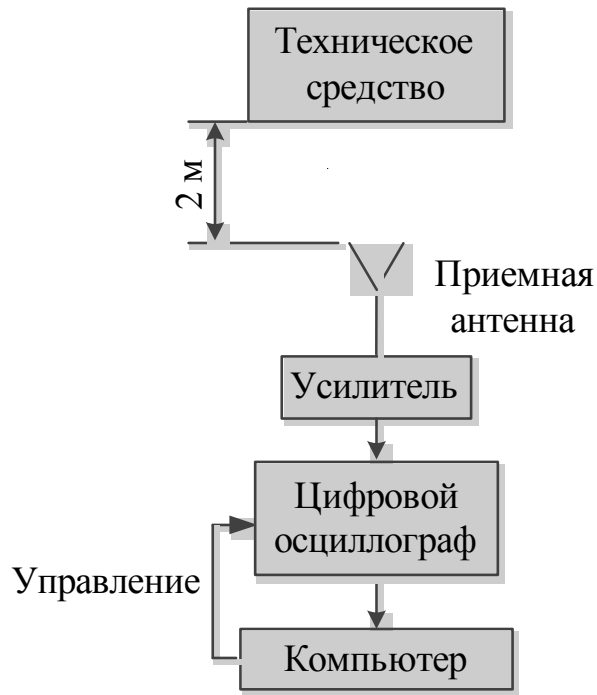 Техническое
средство
2 м
Приемная
антенна
Усилитель
Цифровой
осциллограф
Управление
Компьютер